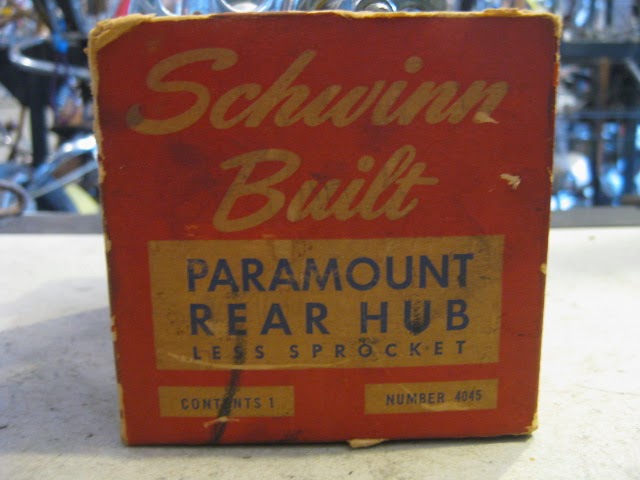 Schwinn
Built
PARAMOUNT
REAR HUB
LESS SPROCKET
CONTENTS 1
NUMBER 4045